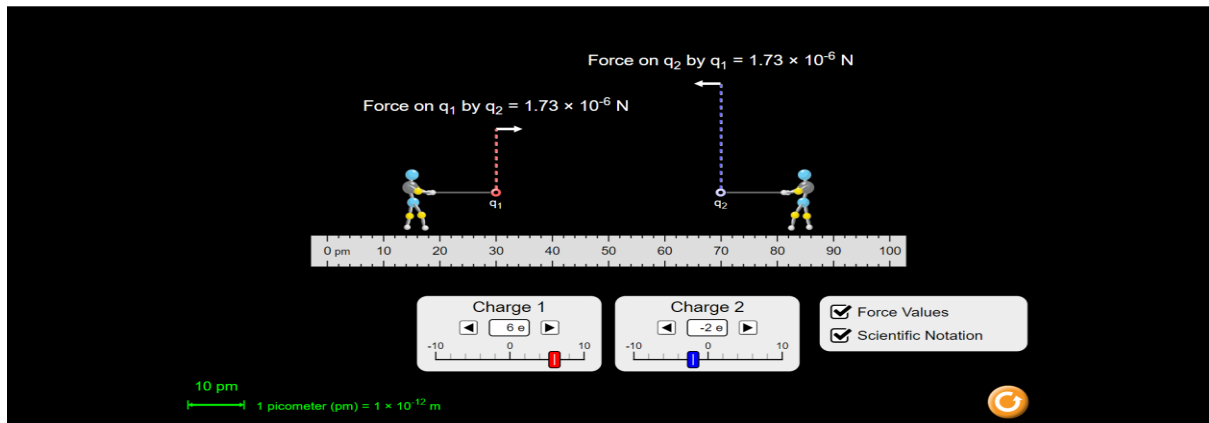 Force on q₂ by q₁ = 1.73 × 10⁻⁶ N
Force on q₁ by q₂ = 1.73 × 10⁻⁶ N
q₁
q₂
0 pm 10 20 30 40 50 60 70 80 90 100
Charge 1
6 e
-10 0 10
Charge 2
-2 e
-10 0 10
Force Values
Scientific Notation
10 pm
1 picometer (pm) = 1 × 10⁻¹² m